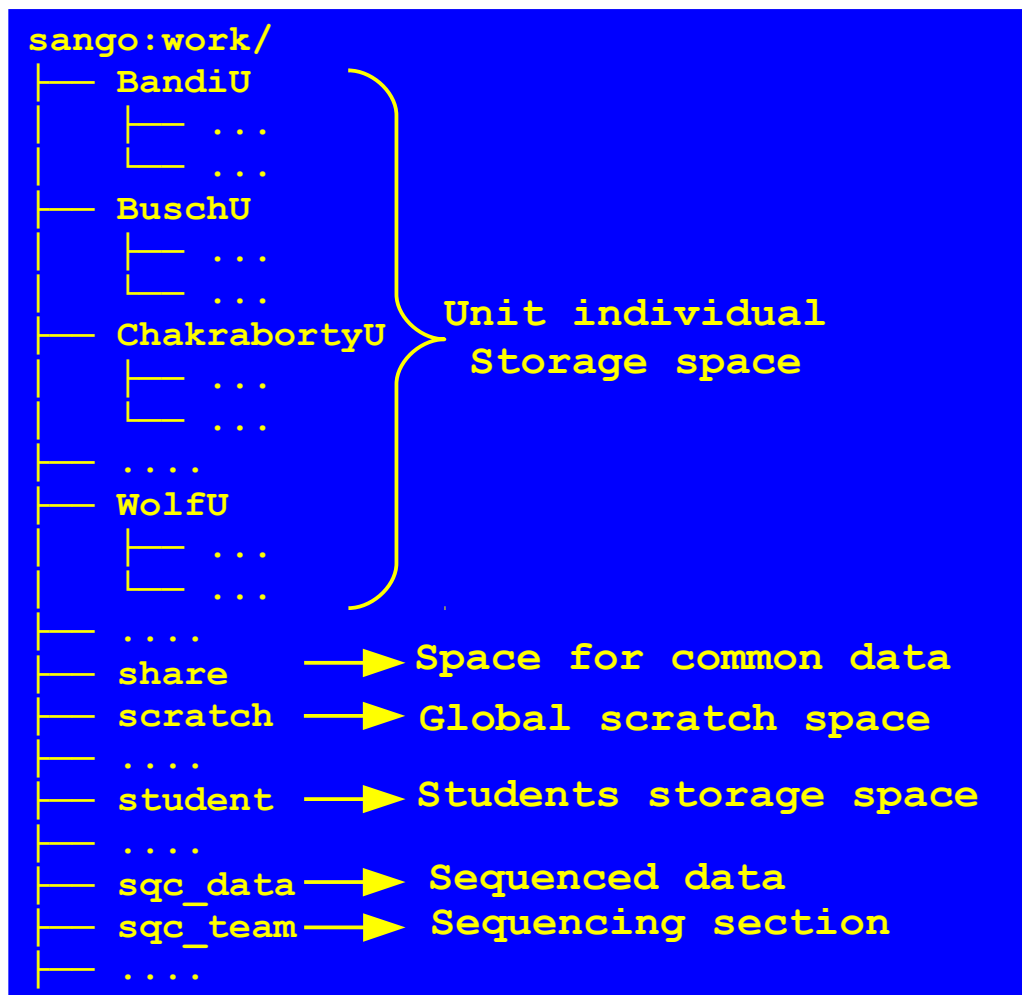 sango:work/
├── BandiU
│   ├── ...
│   └── ...
├── BuschU
│   ├── ...
│   └── ...
├── ChakrabortyU
│   ├── ...
│   └── ...
├── ....
├── WolfU
│   ├── ...
│   └── ...
Unit individual
Storage space
├── ....
├── share → Space for common data
├── scratch → Global scratch space
├── ....
├── student → Students storage space
├── ....
├── sqc_data → Sequenced data
├── sqc_team → Sequencing section
├── ....